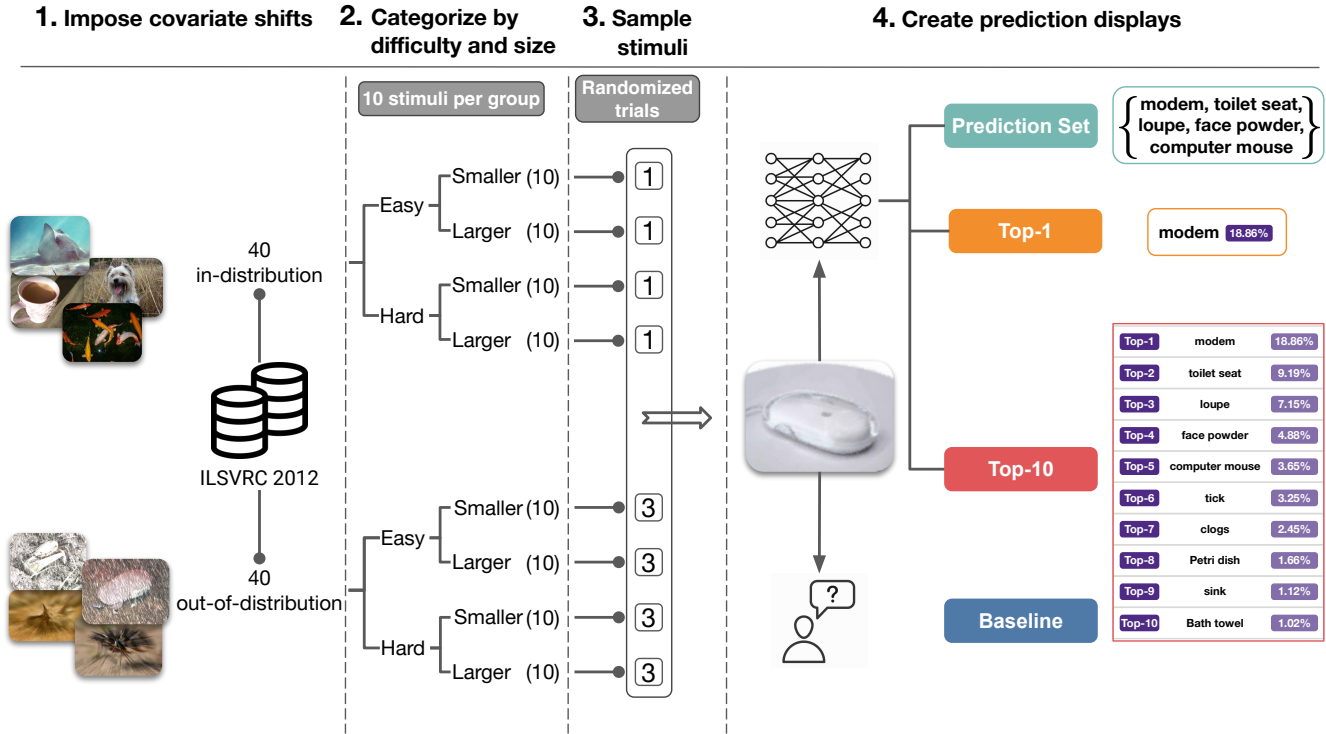 1. Impose covariate shifts
2. Categorize by
difficulty and size
3. Sample
stimuli
4. Create prediction displays
10 stimuli per group
Randomized
trials
40
in-distribution
ILSVRC 2012
40
out-of-distribution
Easy
Smaller (10)
1
Larger (10)
1
Hard
Smaller (10)
1
Larger (10)
1
Easy
Smaller (10)
3
Larger (10)
3
Hard
Smaller (10)
3
Larger (10)
3
?
Prediction Set
{ modem, toilet seat,
loupe, face powder,
computer mouse }
Top-1
modem 18.86%
Top-10
Top-1 modem 18.86%
Top-2 toilet seat 9.19%
Top-3 loupe 7.15%
Top-4 face powder 4.88%
Top-5 computer mouse 3.65%
Top-6 tick 3.25%
Top-7 clogs 2.45%
Top-8 Petri dish 1.66%
Top-9 sink 1.12%
Top-10 Bath towel 1.02%
Baseline